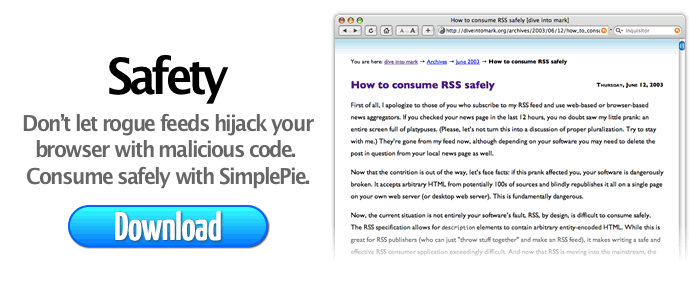 Safety
Don't let rogue feeds hijack your
browser with malicious code.
Consume safely with SimplePie.
Download
How to consume RSS safely [dive into mark]
http://diveintomark.org/archives/2003/06/12/how_to_consu
Inquisitor
You are here: dive into mark → Archives → June 2003 → How to consume RSS safely
How to consume RSS safely
Thursday, June 12, 2003
First of all, I apologize to those of you who subscribe to my RSS feed and use web-based or browser-based
news aggregators. If you checked your news page in the last 12 hours, you no doubt saw my little prank: an
entire screen full of platypuses. (Please, let's not turn this into a discussion of proper pluralization. Try to stay
with me.) They're gone from my feed now, although depending on your software you may need to delete the
post in question from your local news page as well.
Now that the contrition is out of the way, let's face facts: if this prank affected you, your software is dangerously
broken. It accepts arbitrary HTML from potentially 100s of sources and blindly republishes it all on a single page
on your own web server (or desktop web server). This is fundamentally dangerous.
Now, the current situation is not entirely your software's fault. RSS, by design, is difficult to consume safely.
The RSS specification allows for description elements to contain arbitrary entity-encoded HTML. While this is
great for RSS publishers (who can just "throw stuff together" and make an RSS feed), it makes writing a safe and
effective RSS consumer application exceedingly difficult. And now that RSS is moving into the mainstream, the